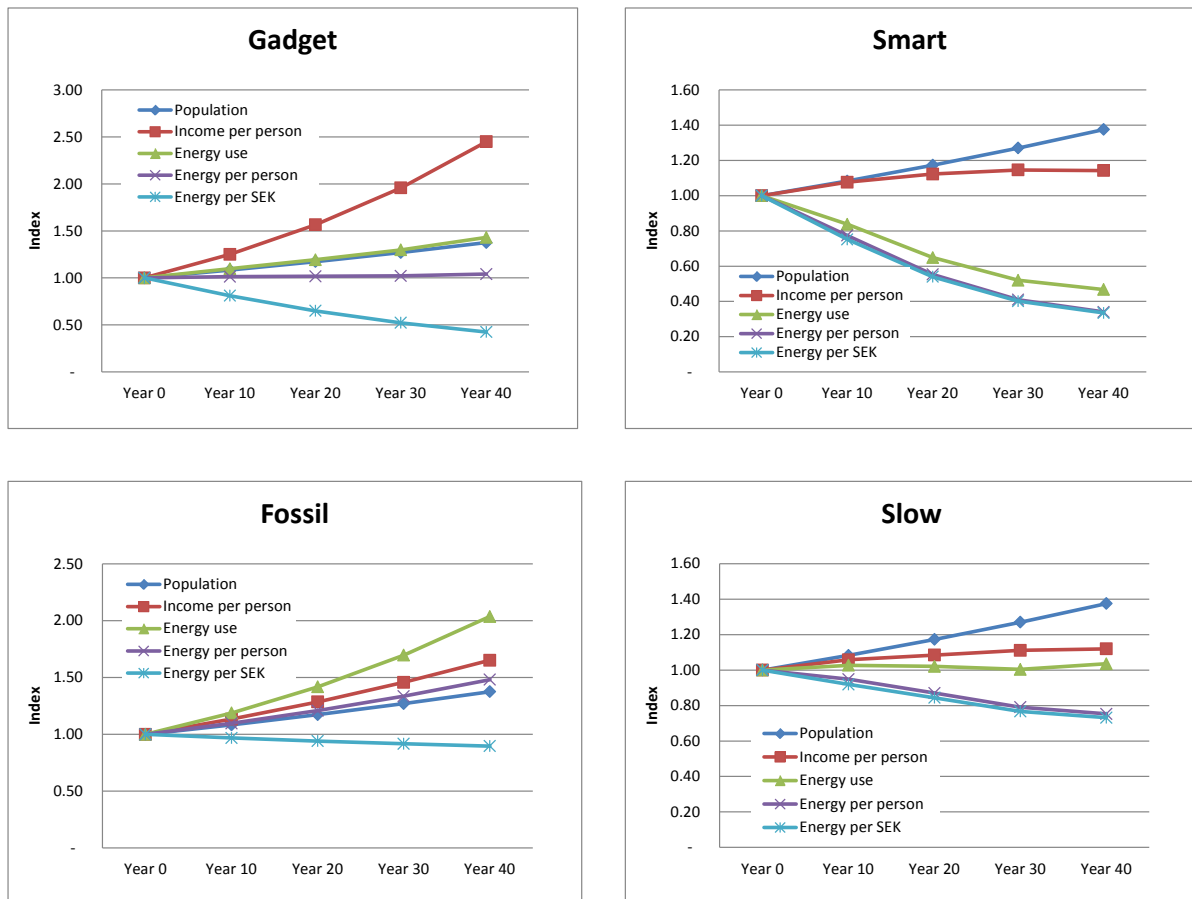 Gadget
3.00
2.50
2.00
1.50
1.00
0.50
-
Index
Population
Income per person
Energy use
Energy per person
Energy per SEK
Year 0 Year 10 Year 20 Year 30 Year 40
Smart
1.60
1.40
1.20
1.00
0.80
0.60
0.40
0.20
-
Index
Population
Income per person
Energy use
Energy per person
Energy per SEK
Year 0 Year 10 Year 20 Year 30 Year 40
Fossil
2.50
2.00
1.50
1.00
0.50
-
Index
Population
Income per person
Energy use
Energy per person
Energy per SEK
Year 0 Year 10 Year 20 Year 30 Year 40
Slow
1.60
1.40
1.20
1.00
0.80
0.60
0.40
0.20
-
Index
Population
Income per person
Energy use
Energy per person
Energy per SEK
Year 0 Year 10 Year 20 Year 30 Year 40